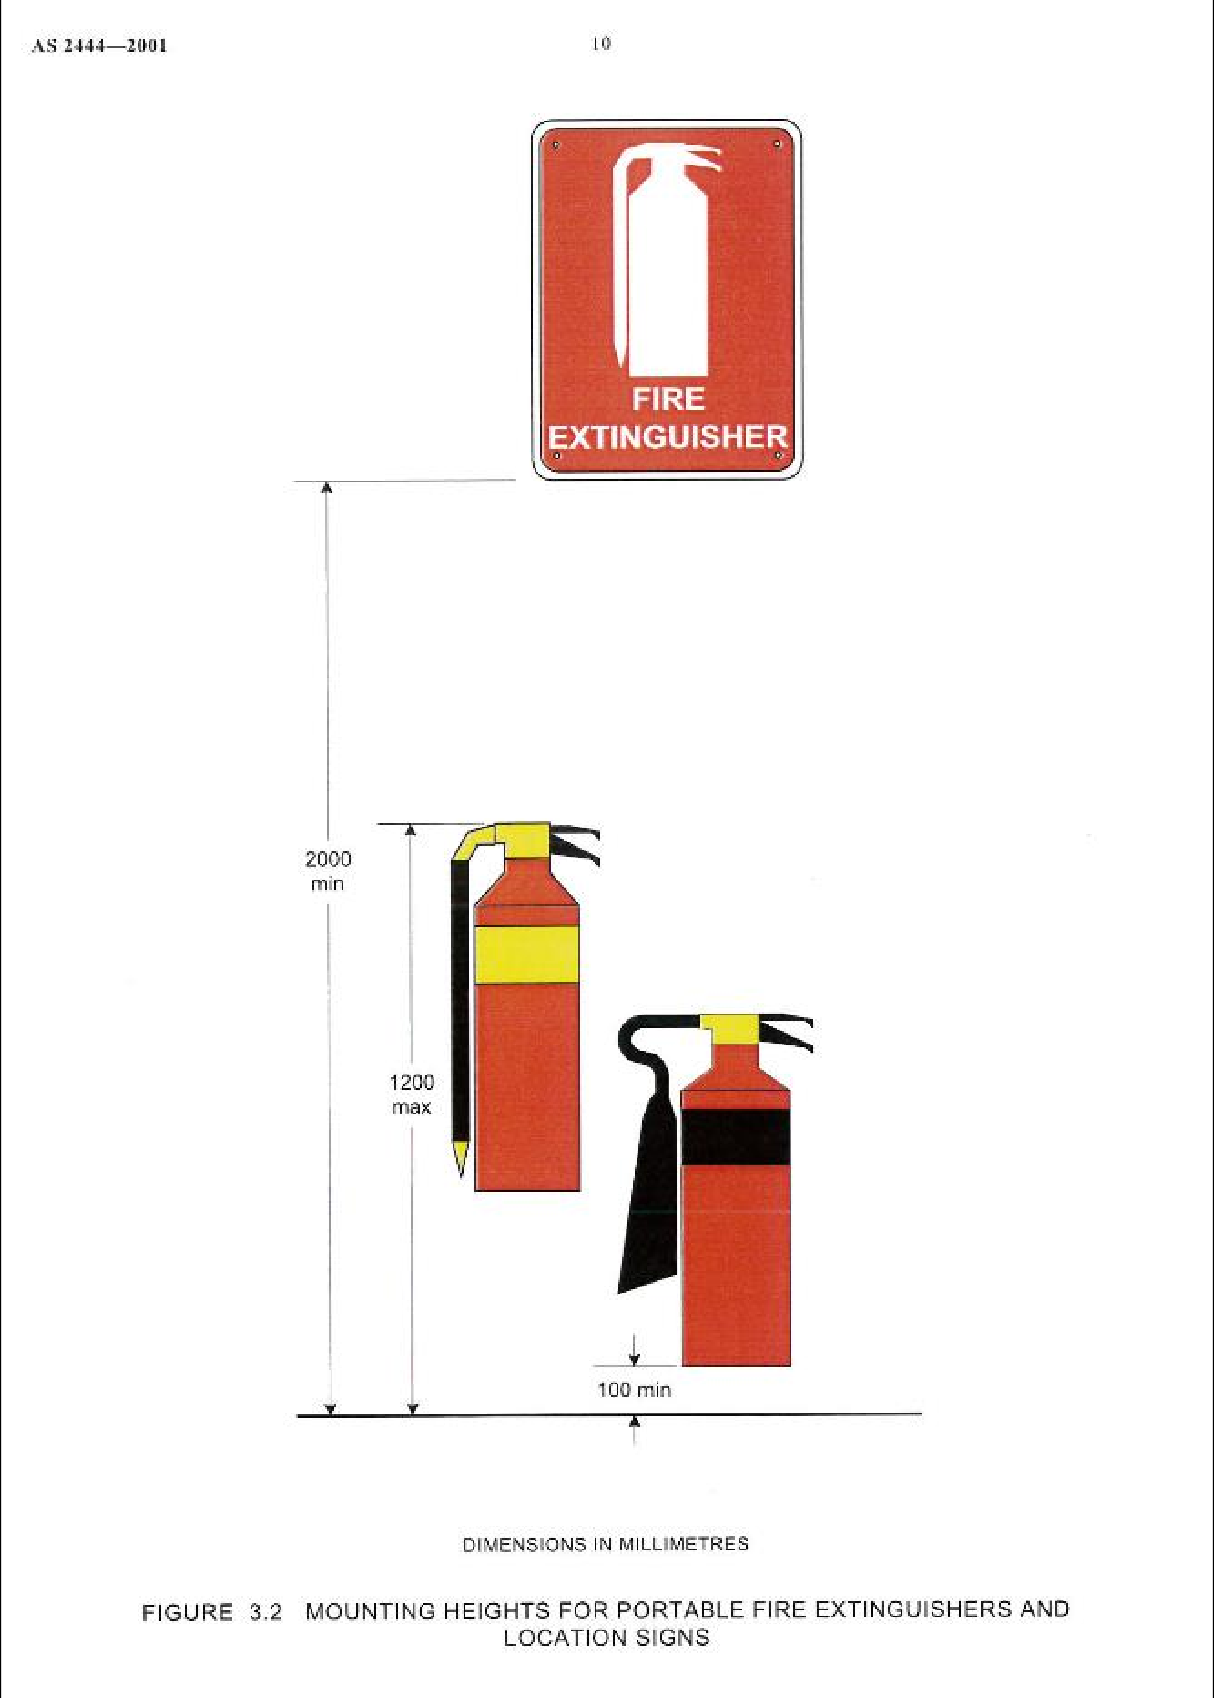 AS 2444—2001
10
FIRE
EXTINGUISHER
2000
min
1200
max
100 min
DIMENSIONS IN MILLIMETRES
FIGURE 3.2 MOUNTING HEIGHTS FOR PORTABLE FIRE EXTINGUISHERS AND
LOCATION SIGNS